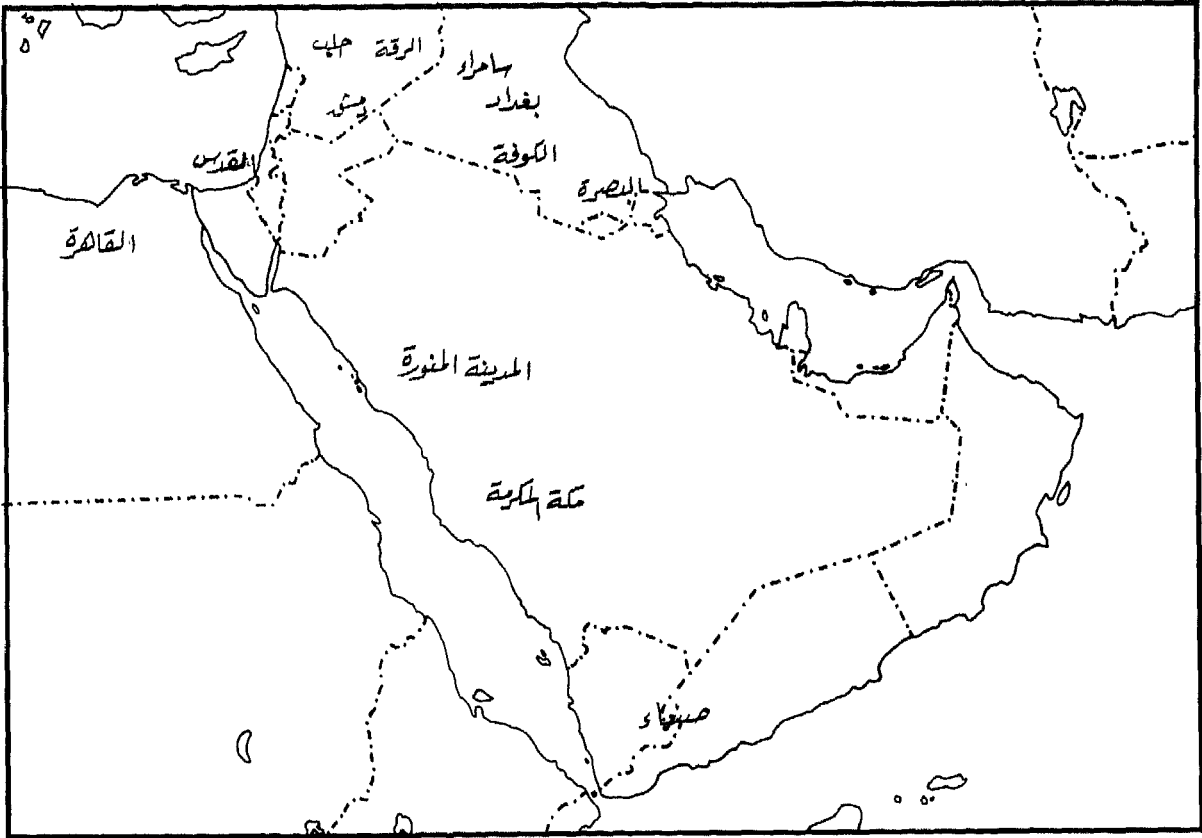 حلب
الرقة
سامراء
بغداد
دمشق
الكوفة
القدس
البصرة
القاهرة
المدينة المنورة
مكة المكرمة
صنعاء